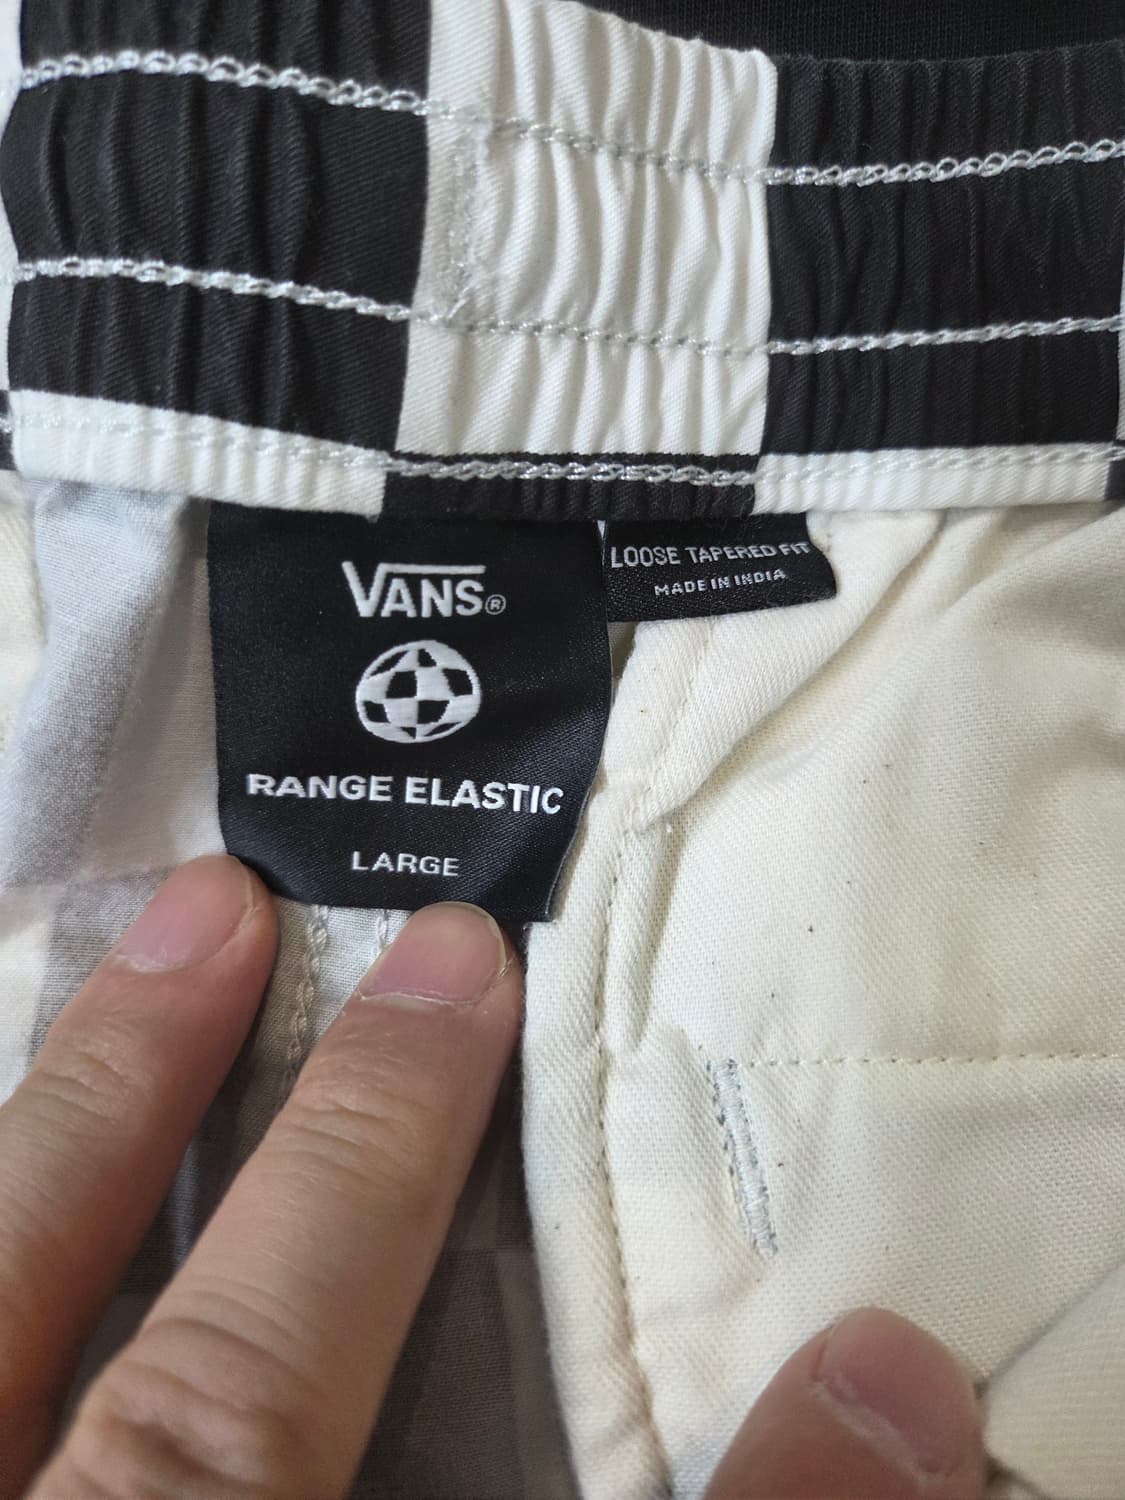 VANS®
RANGE ELASTIC
LARGE
LOOSE TAPERED FIT
MADE IN INDIA